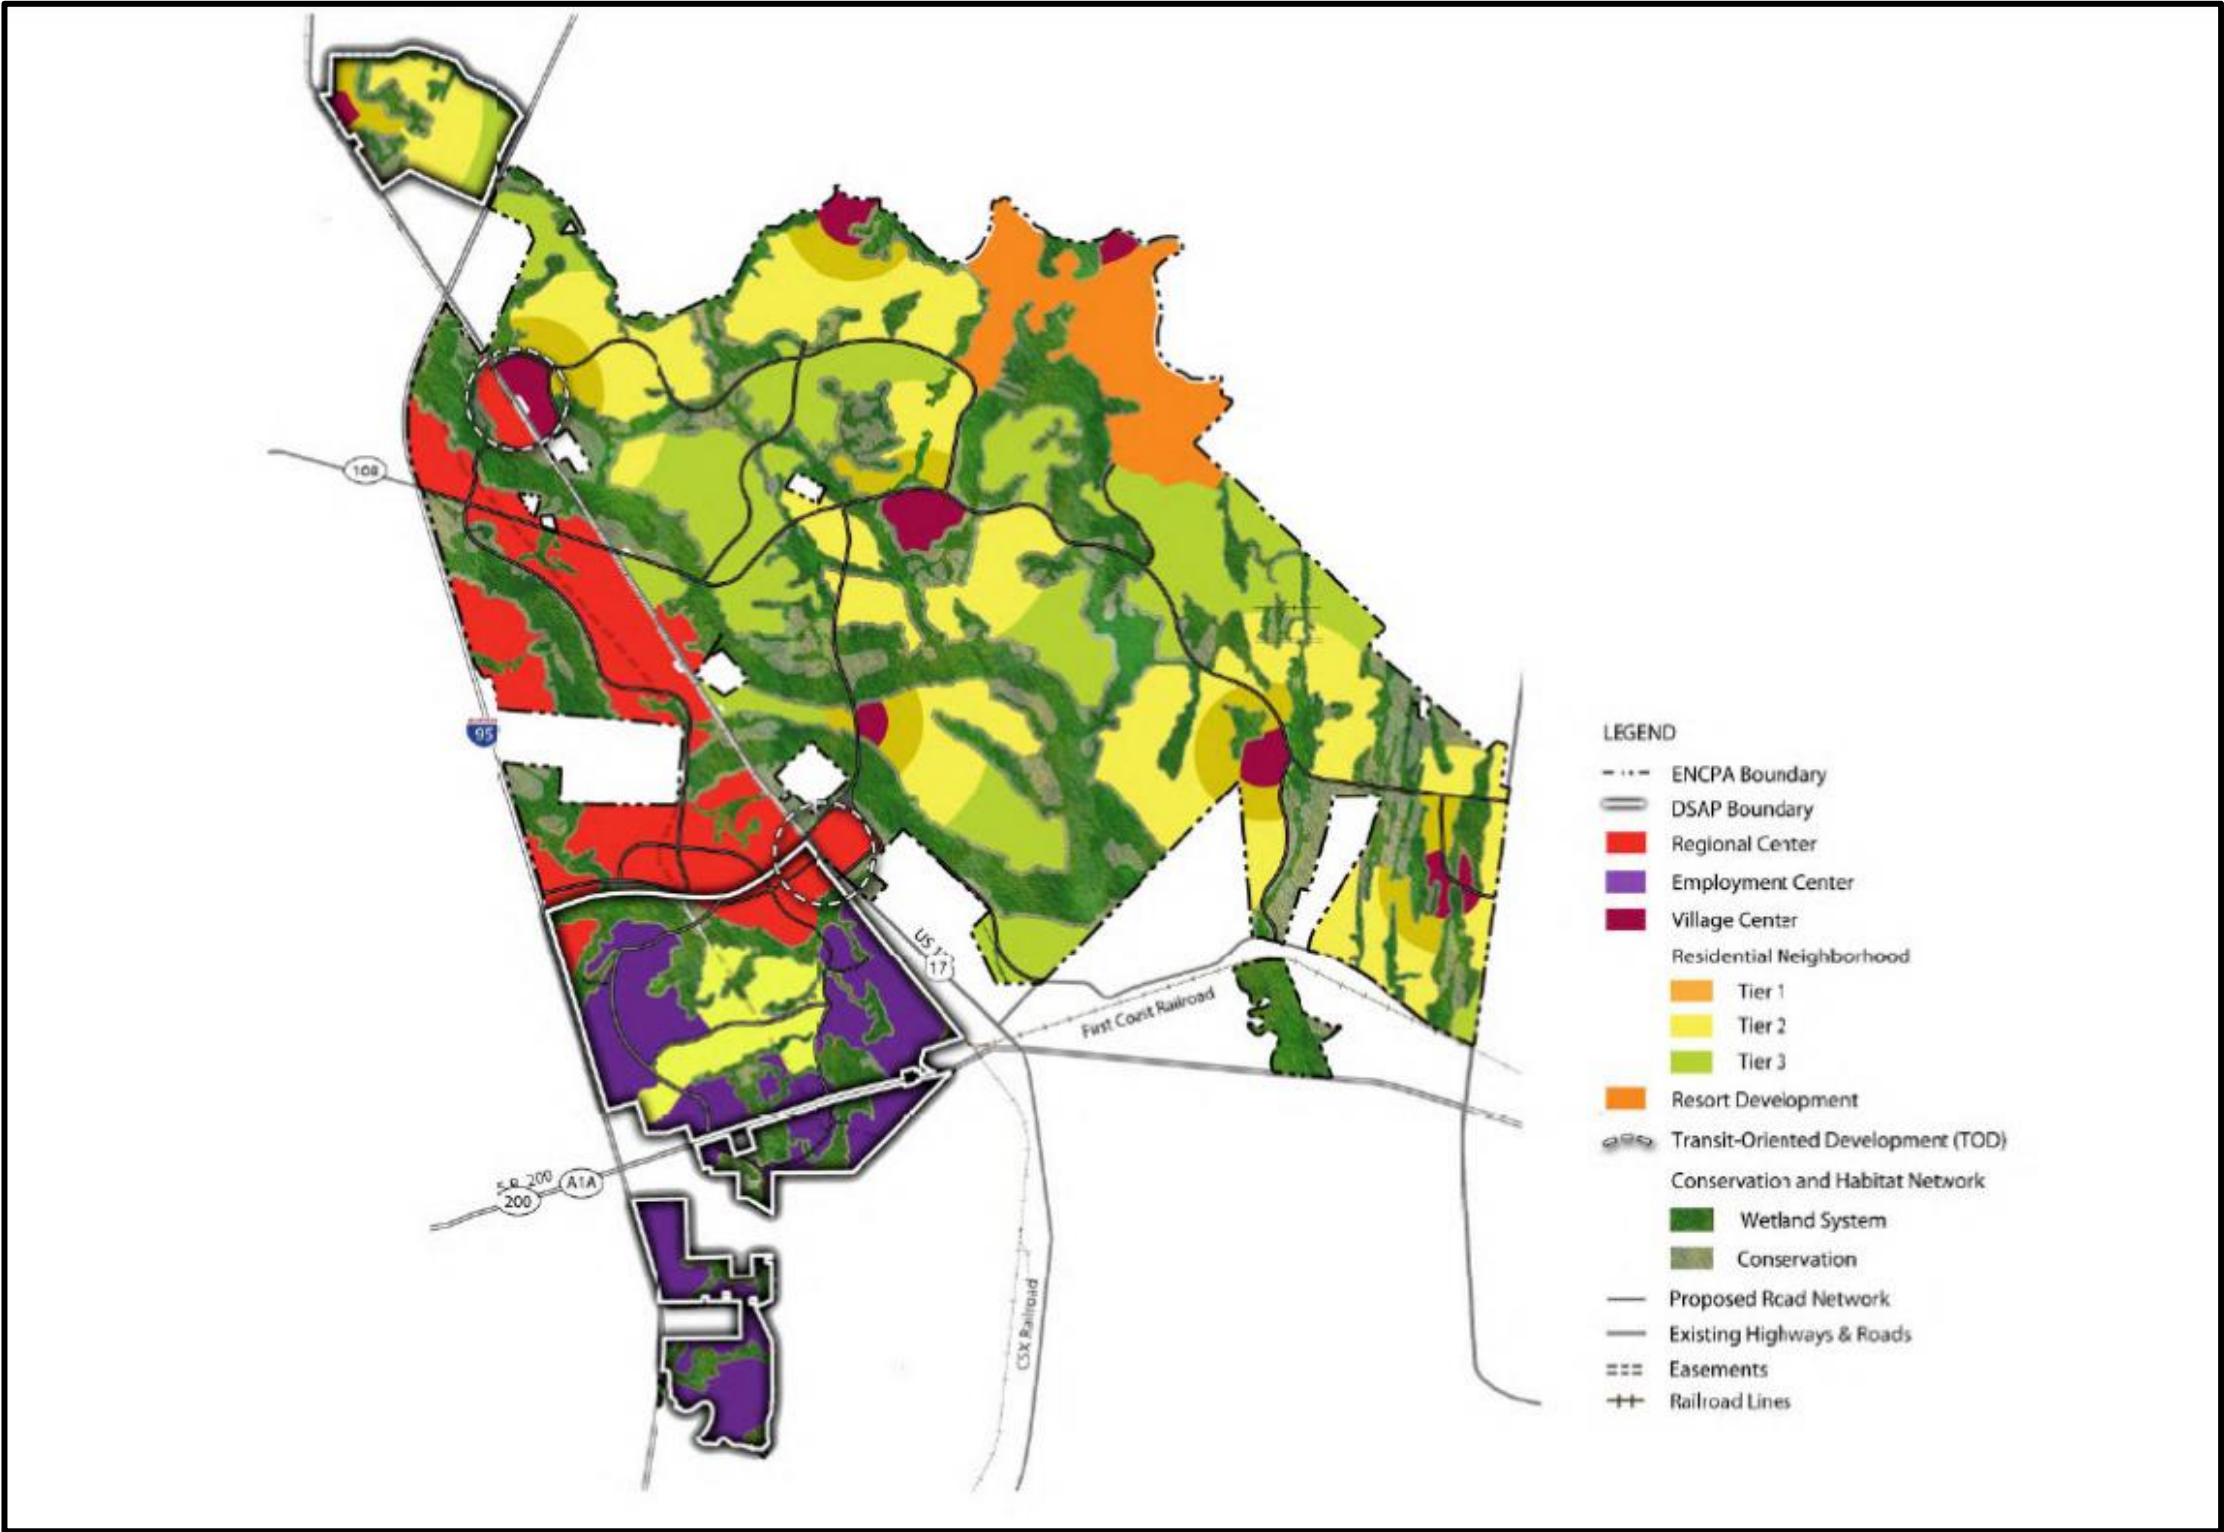 108
95
US 17
17
First Coast Railroad
S.R. 200
200
A1A
CSX Railroad
LEGEND
ENCPA Boundary
DSAP Boundary
Regional Center
Employment Center
Village Center
Residential Neighborhood
Tier 1
Tier 2
Tier 3
Resort Development
Transit-Oriented Development (TOD)
Conservation and Habitat Network
Wetland System
Conservation
Proposed Road Network
Existing Highways & Roads
Easements
Railroad Lines